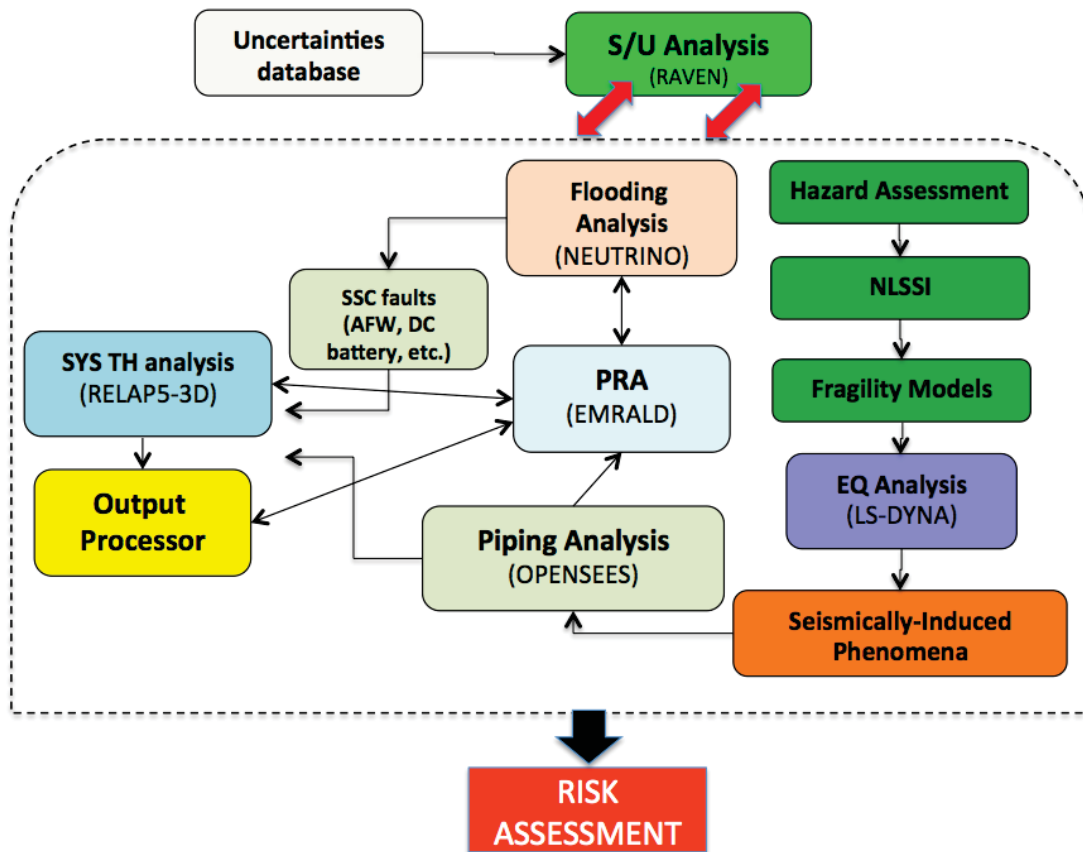 Uncertainties
database
S/U Analysis
(RAVEN)
Flooding
Analysis
(NEUTRINO)
Hazard Assessment
SSC faults
(AFW, DC
battery, etc.)
NLSSI
SYS TH analysis
(RELAP5-3D)
PRA
(EMRALD)
Fragility Models
Output
Processor
EQ Analysis
(LS-DYNA)
Piping Analysis
(OPENSEES)
Seismically-Induced
Phenomena
RISK
ASSESSMENT